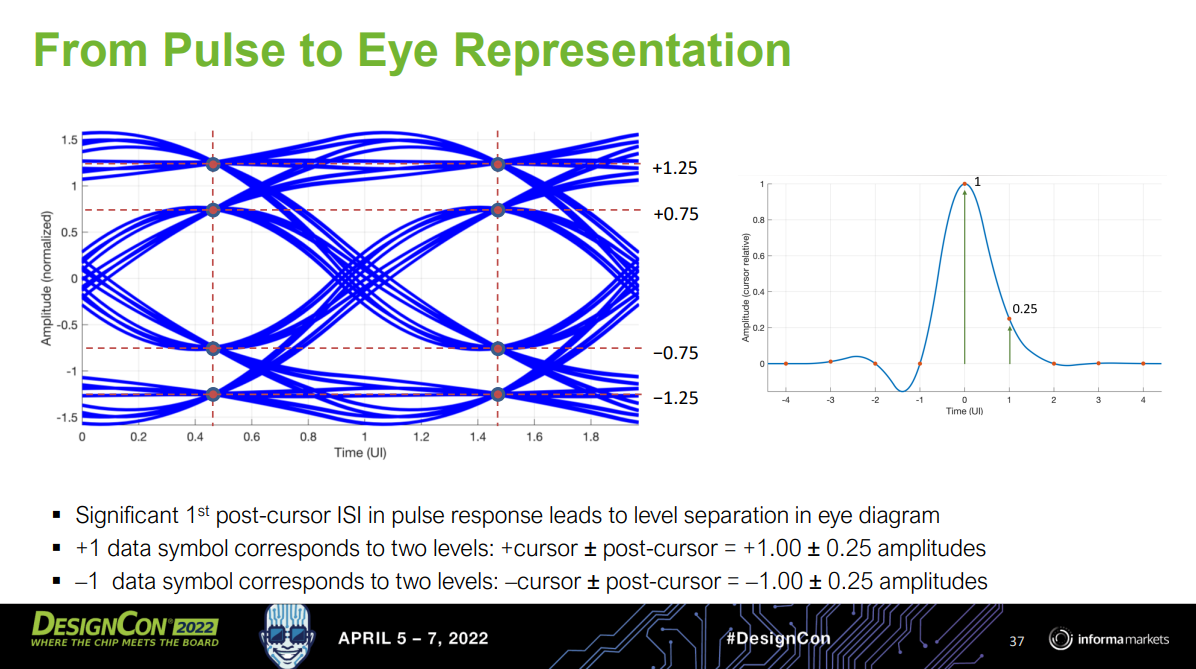 From Pulse to Eye Representation
1.5
1
0.5
0
-0.5
-1
-1.5
Amplitude (normalized)
0 0.2 0.4 0.6 0.8 1 1.2 1.4 1.6 1.8
Time (UI)
+1.25
+0.75
–0.75
–1.25
1
0.8
0.6
0.4
0.2
0
Amplitude (cursor relative)
1
0.25
-4 -3 -2 -1 0 1 2 3 4
Time (UI)
▪ Significant 1st post-cursor ISI in pulse response leads to level separation in eye diagram
▪ +1 data symbol corresponds to two levels: +cursor ± post-cursor = +1.00 ± 0.25 amplitudes
▪ –1 data symbol corresponds to two levels: –cursor ± post-cursor = –1.00 ± 0.25 amplitudes
DESIGNCON® 2022
WHERE THE CHIP MEETS THE BOARD
APRIL 5 – 7, 2022
#DesignCon
37
informamarkets